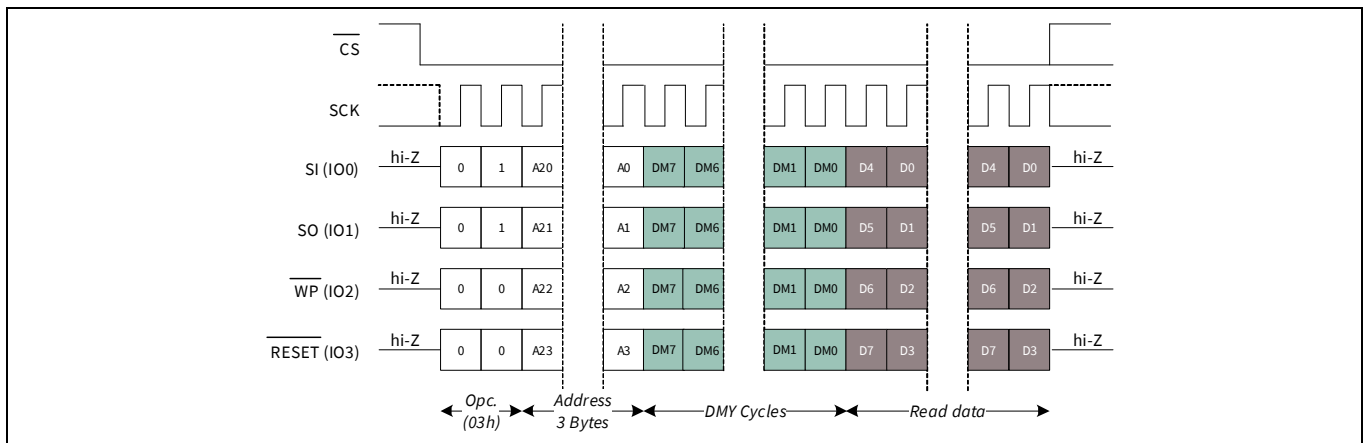 CS
SCK
SI (IO0) hi-Z 0 1 A20 A0 DM7 DM6 DM1 DM0 D4 D0 D4 D0 hi-Z
SO (IO1) hi-Z 0 1 A21 A1 DM7 DM6 DM1 DM0 D5 D1 D5 D1 hi-Z
WP (IO2) hi-Z 0 0 A22 A2 DM7 DM6 DM1 DM0 D6 D2 D6 D2 hi-Z
RESET (IO3) hi-Z 0 0 A23 A3 DM7 DM6 DM1 DM0 D7 D3 D7 D3 hi-Z
Opc. (03h)
Address 3 Bytes
DMY Cycles
Read data